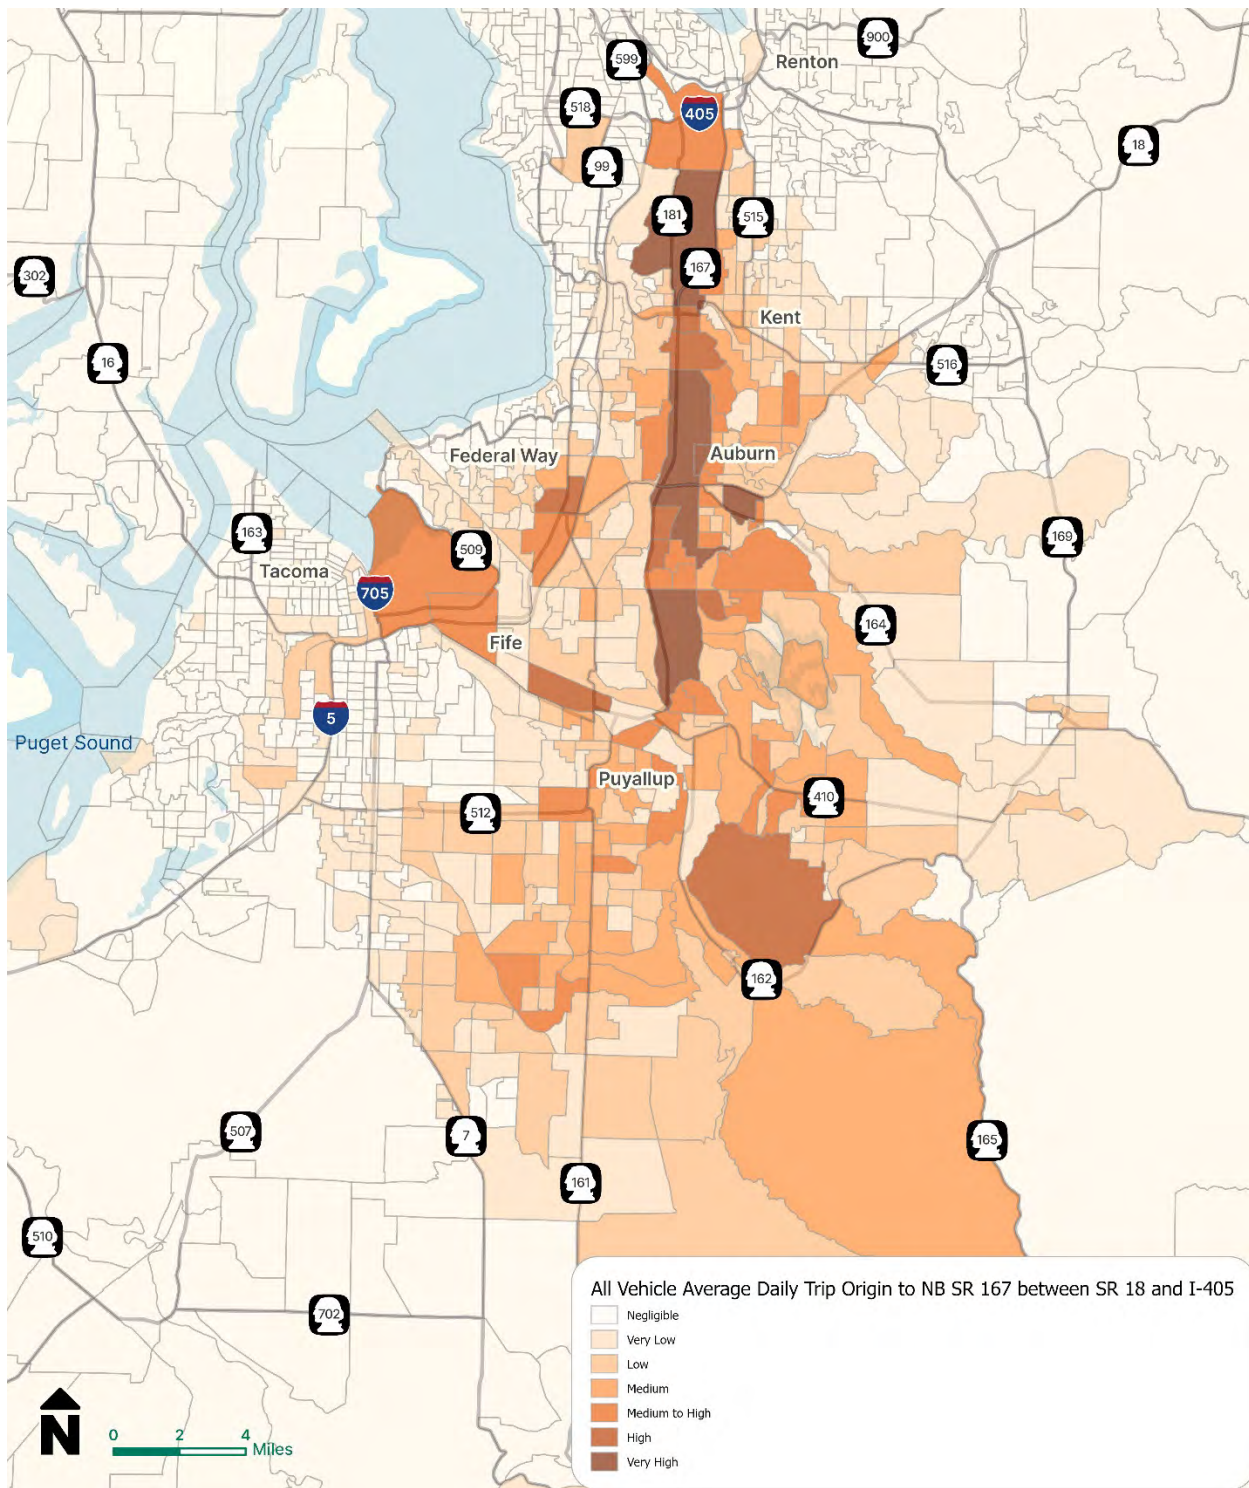 900
599
Renton
518
405
18
99
181
515
302
167
Kent
16
516
Federal Way
Auburn
163
509
169
Tacoma
705
164
Fife
5
Puget Sound
Puyallup
410
512
162
507
7
165
161
510
702
All Vehicle Average Daily Trip Origin to NB SR 167 between SR 18 and I-405
Negligible
Very Low
Low
Medium
Medium to High
High
Very High
N
0 2 4
Miles